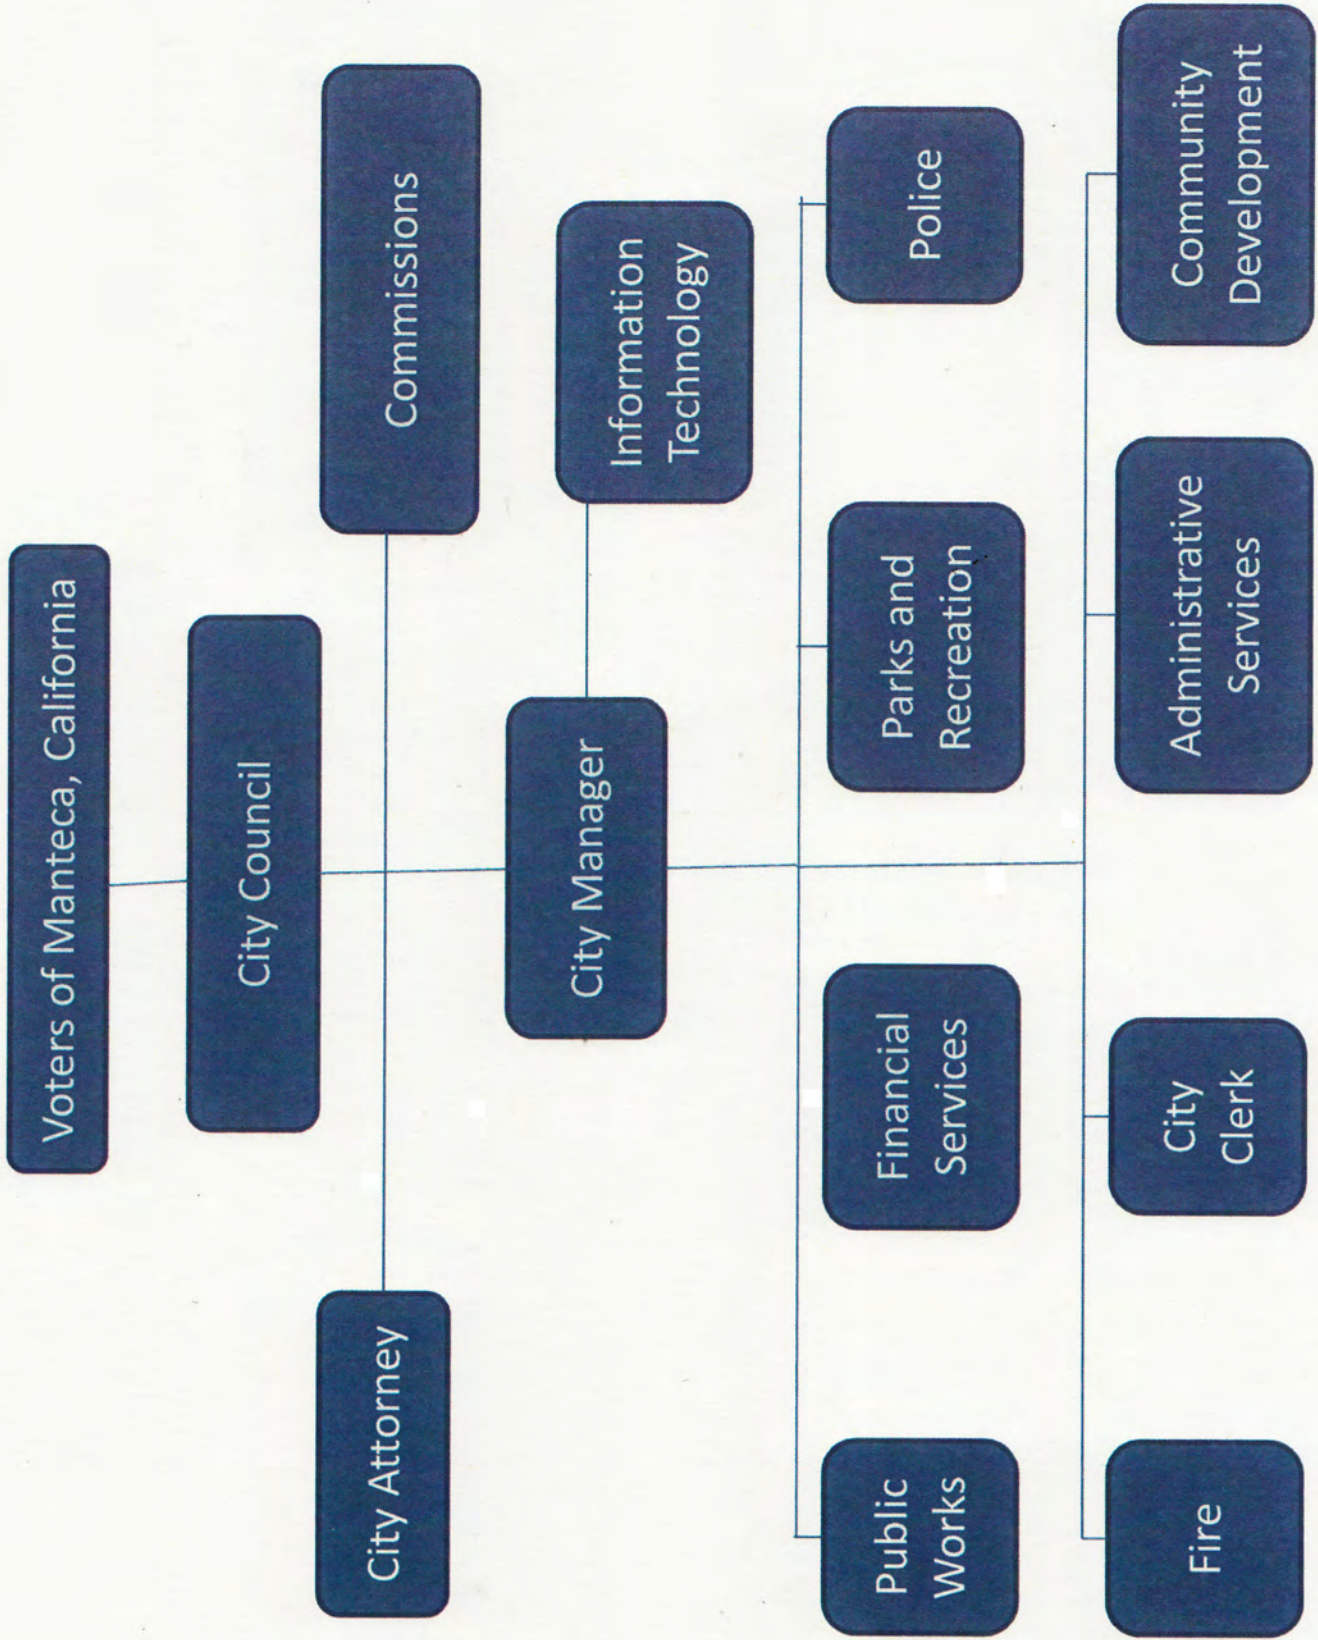 Voters of Manteca, California
City Council
City Attorney
Commissions
City Manager
Information
Technology
Public
Works
Financial
Services
Parks and
Recreation
Police
Fire
City
Clerk
Administrative
Services
Community
Development